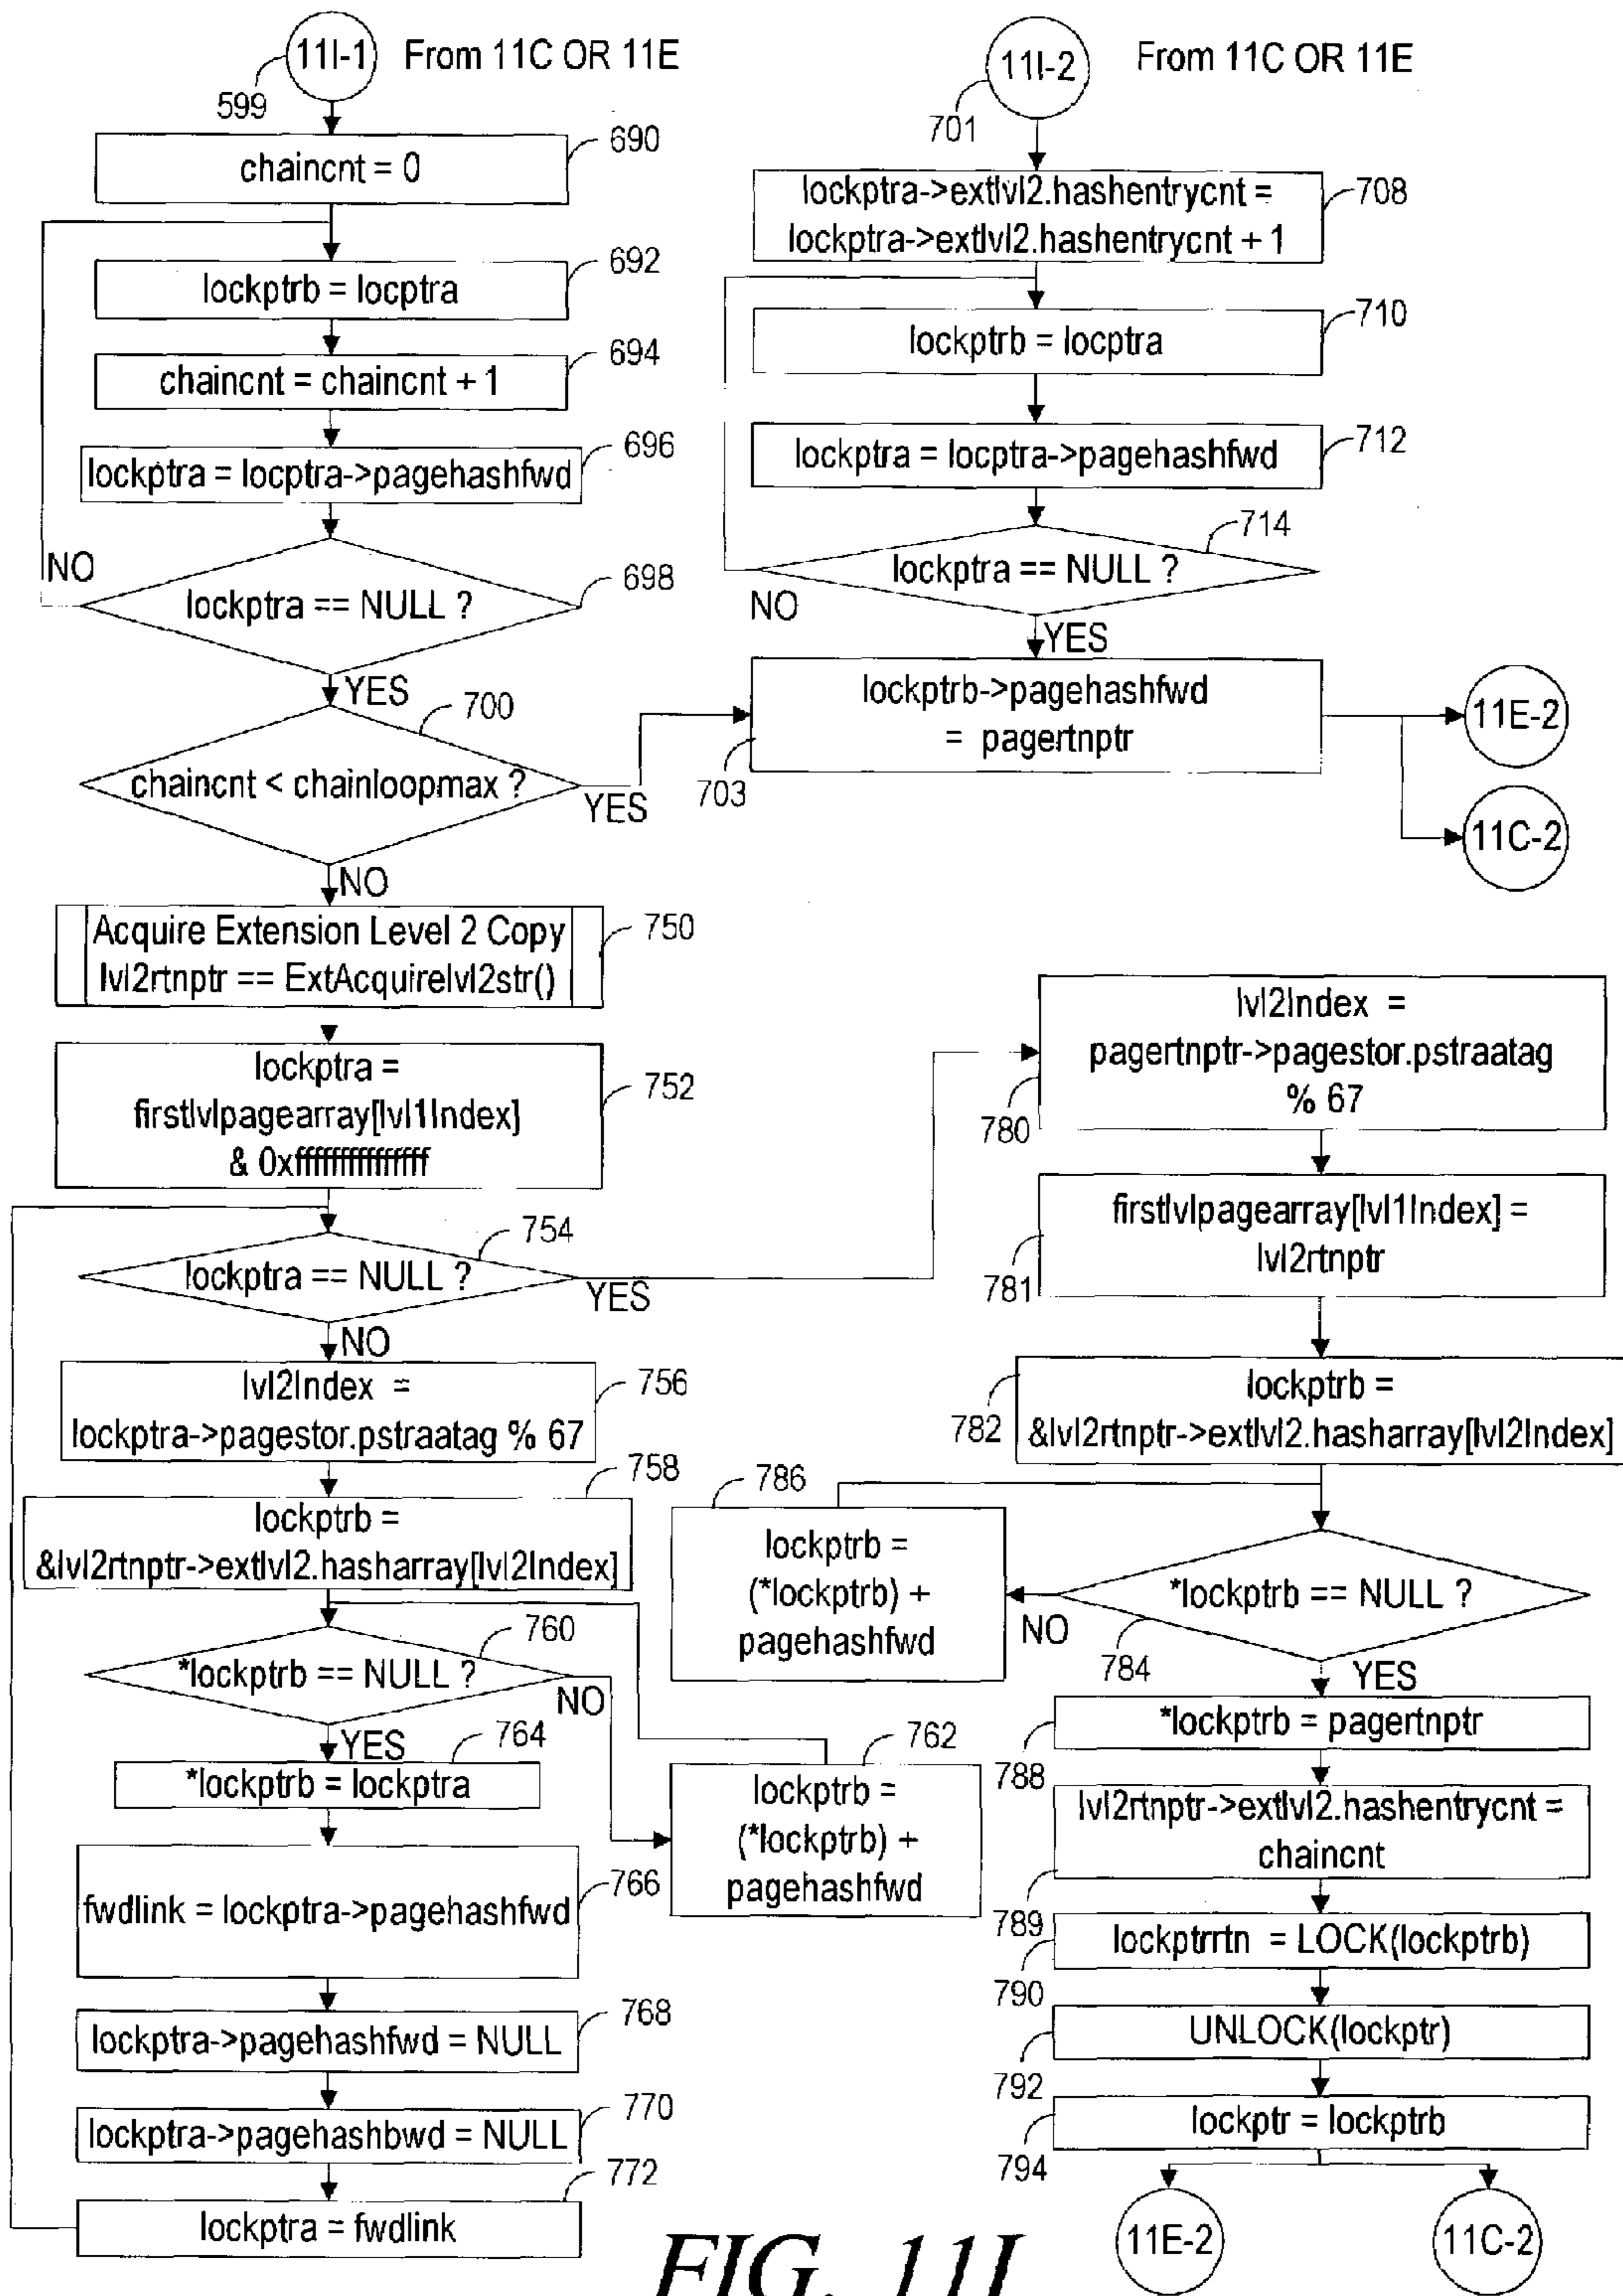 11I-1
From 11C OR 11E
599
chaincnt = 0
690
lockptrb = locptra
692
chaincnt = chaincnt + 1
694
lockptra = locptra->pagehashfwd
696
lockptra == NULL ?
698
NO
YES
chaincnt < chainloopmax ?
700
YES
NO
Acquire Extension Level 2 Copy
lvl2rtnptr == ExtAcquirelvl2str()
750
lockptra =
firstlvlpagearray[lvl1Index]
& 0xfffffffffffffff
752
lockptra == NULL ?
754
YES
NO
lvl2Index =
lockptra->pagestor.pstraatag % 67
756
lockptrb =
&lvl2rtnptr->extlvl2.hasharray[lvl2Index]
758
*lockptrb == NULL ?
760
NO
YES
*lockptrb = lockptra
764
lockptrb =
(*lockptrb) +
pagehashfwd
762
fwdlink = lockptra->pagehashfwd
766
lockptra->pagehashfwd = NULL
768
lockptra->pagehashbwd = NULL
770
lockptra = fwdlink
772
11I-2
From 11C OR 11E
701
lockptra->extlvl2.hashentrycnt =
lockptra->extlvl2.hashentrycnt + 1
708
lockptrb = locptra
710
lockptra = locptra->pagehashfwd
712
lockptra == NULL ?
714
NO
YES
lockptrb->pagehashfwd
= pagertnptr
703
11E-2
11C-2
lvl2Index =
pagertnptr->pagestor.pstraatag
% 67
780
firstlvlpagearray[lvl1Index] =
lvl2rtnptr
781
lockptrb =
&lvl2rtnptr->extlvl2.hasharray[lvl2Index]
782
*lockptrb == NULL ?
784
NO
YES
lockptrb =
(*lockptrb) +
pagehashfwd
786
*lockptrb = pagertnptr
788
lvl2rtnptr->extlvl2.hashentrycnt =
chaincnt
789
lockptrrtn = LOCK(lockptrb)
790
UNLOCK(lockptr)
792
lockptr = lockptrb
794
11E-2
11C-2
FIG. 11I